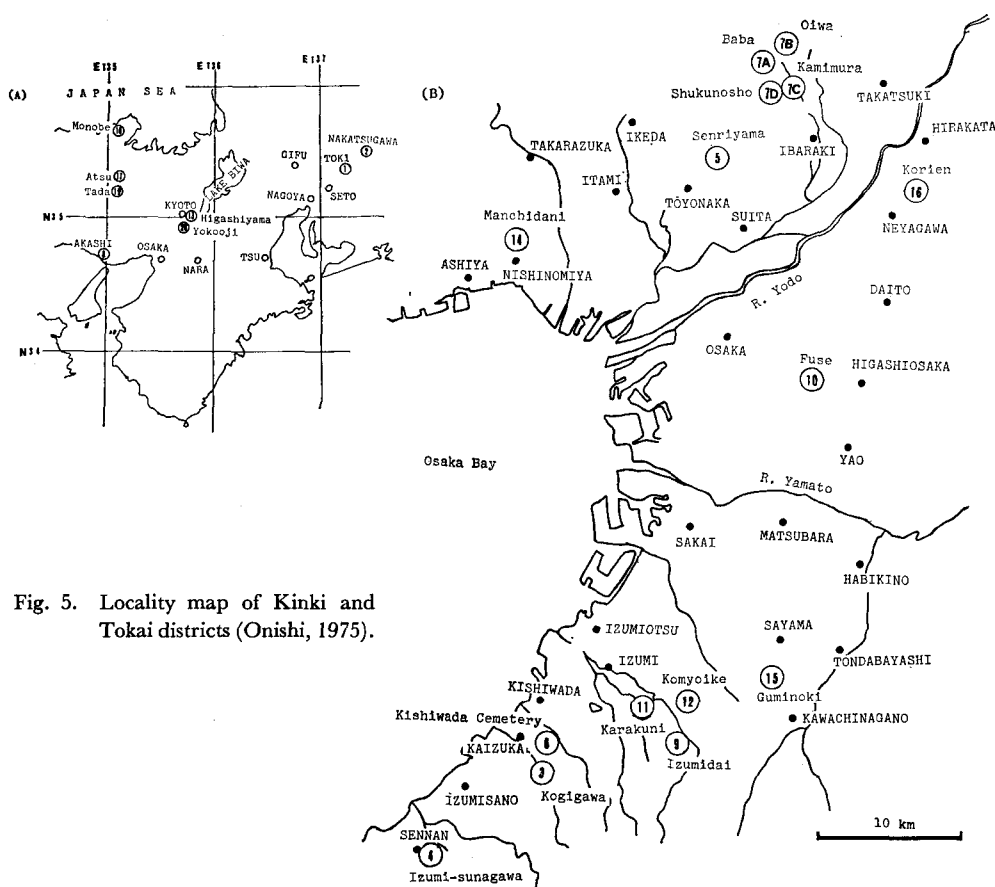 (A)
E135
E136
E137
JAPAN SEA
Monobe
NAKATSUGAWA
2
GIFU
TOKI
1
Atsu
Tada
LAKE BIWA
NAGOYA
SETO
KYOTO
N35
13
Higashiyama
Yokooji
AKASHI
OSAKA
NARA
TSU
N34
(B)
Oiwa
Baba
7B
7A
Kamimura
Shukunosho
7D
7C
TAKATSUKI
IKEDA
Senriyama
HIRAKATA
TAKARAZUKA
5
IBARAKI
Korien
ITAMI
16
TŌYONAKA
Manchidani
SUITA
NEYAGAWA
14
ASHIYA
NISHINOMIYA
R. Yodo
DAITO
OSAKA
Fuse
HIGASHIOSAKA
10
YAO
Osaka Bay
R. Yamato
SAKAI
MATSUBARA
HABIKINO
Fig. 5. Locality map of Kinki and
Tokai districts (Onishi, 1975).
IZUMIOTSU
SAYAMA
TONDABAYASHI
IZUMI
Komyoike
15
KISHIWADA
12
Guminoki
11
KAWACHINAGANO
Kishiwada Cemetery
Karakuni
KAIZUKA
9
Izumidai
3
Kogigawa
IZUMISANO
SENNAN
4
Izumi-sunagawa
10 km